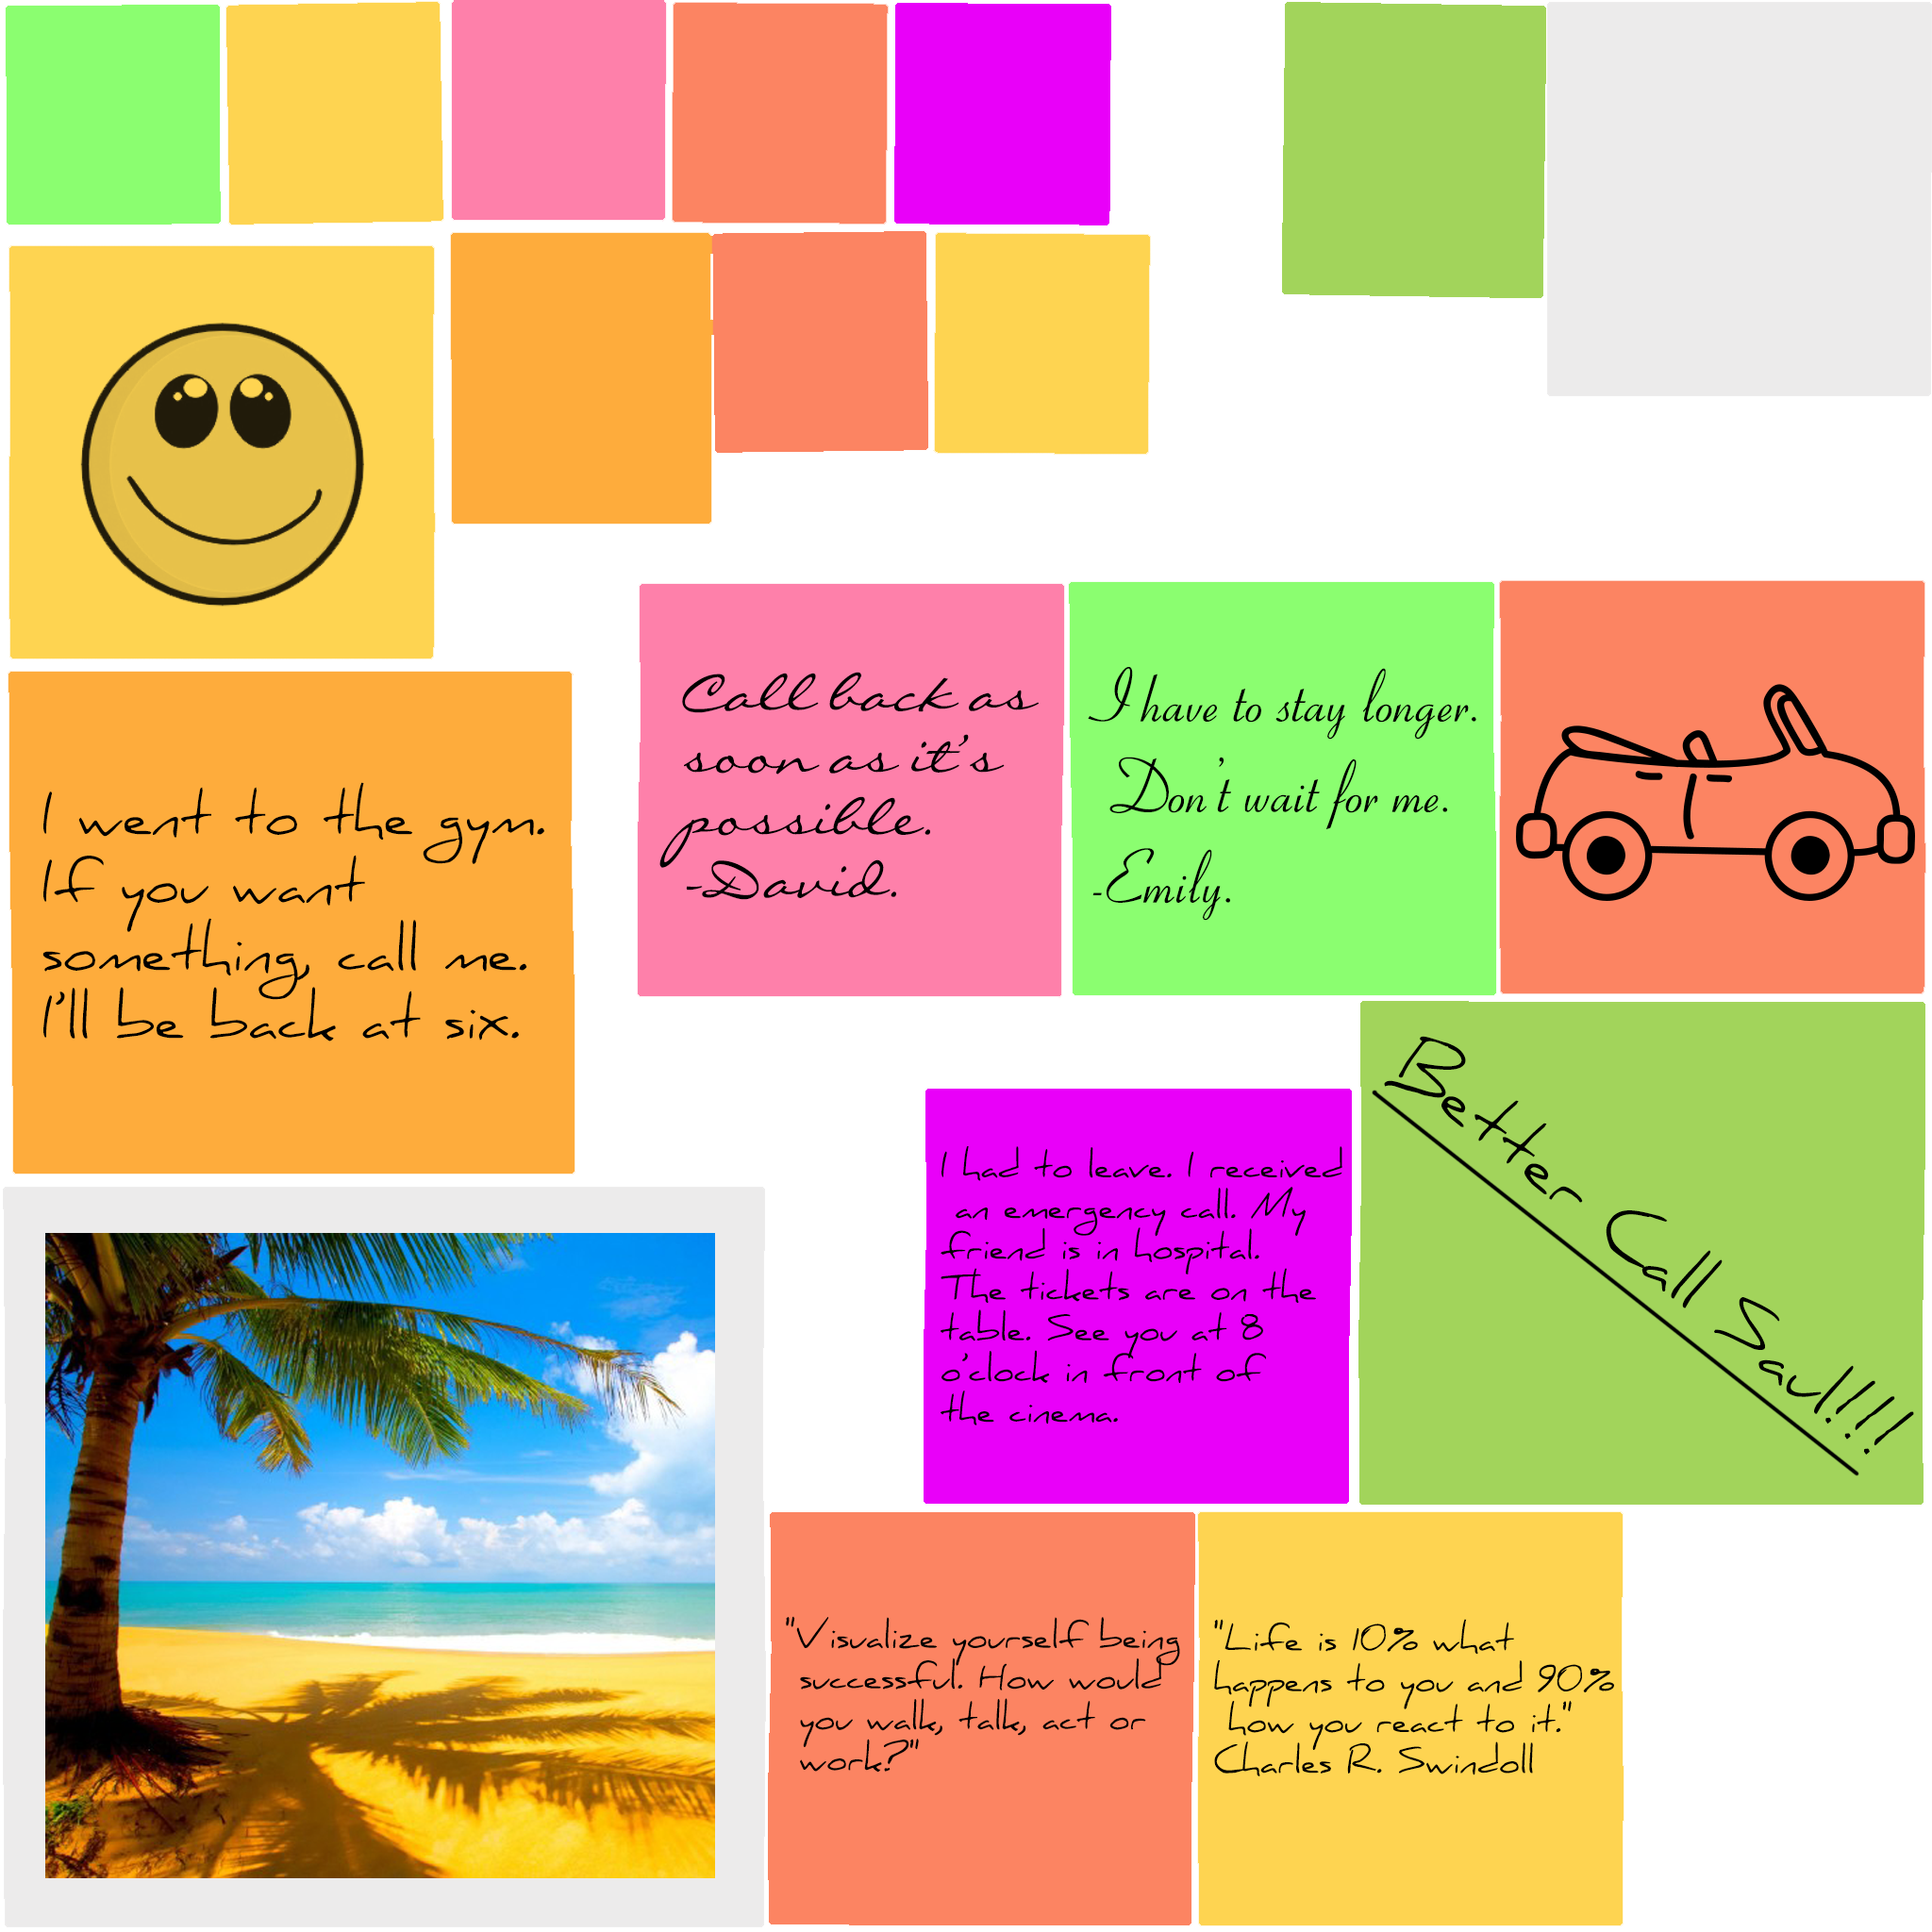 Call back as
soon as it's
possible.
-David.
I have to stay longer.
Don't wait for me.
-Emily.
I went to the gym.
If you want
something, call me.
I'll be back at six.
Better Call Saul!!!!
I had to leave. I received
an emergency call. My
friend is in hospital.
The tickets are on the
table. See you at 8
o'clock in front of
the cinema.
"Visualize yourself being
successful. How would
you walk, talk, act or
work?"
"Life is 10% what
happens to you and 90%
how you react to it."
Charles R. Swindoll